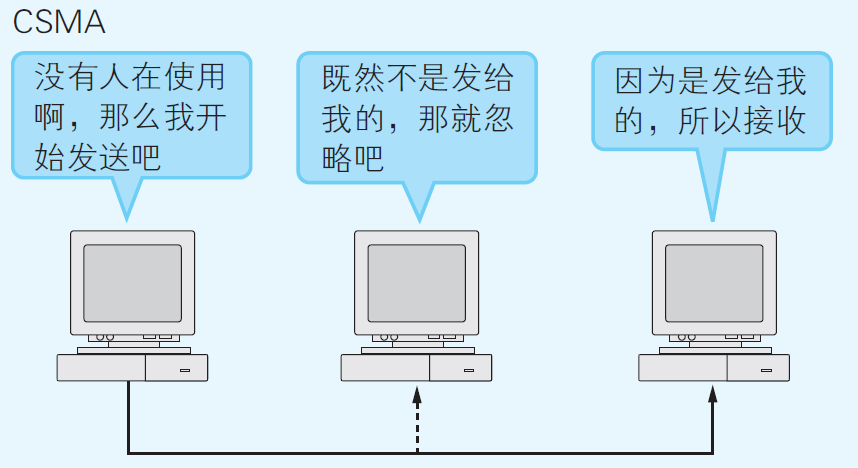 CSMA
没有人在使用
啊，那么我开
始发送吧
既然不是发给
我的，那就忽
略吧
因为是发给我
的，所以接收